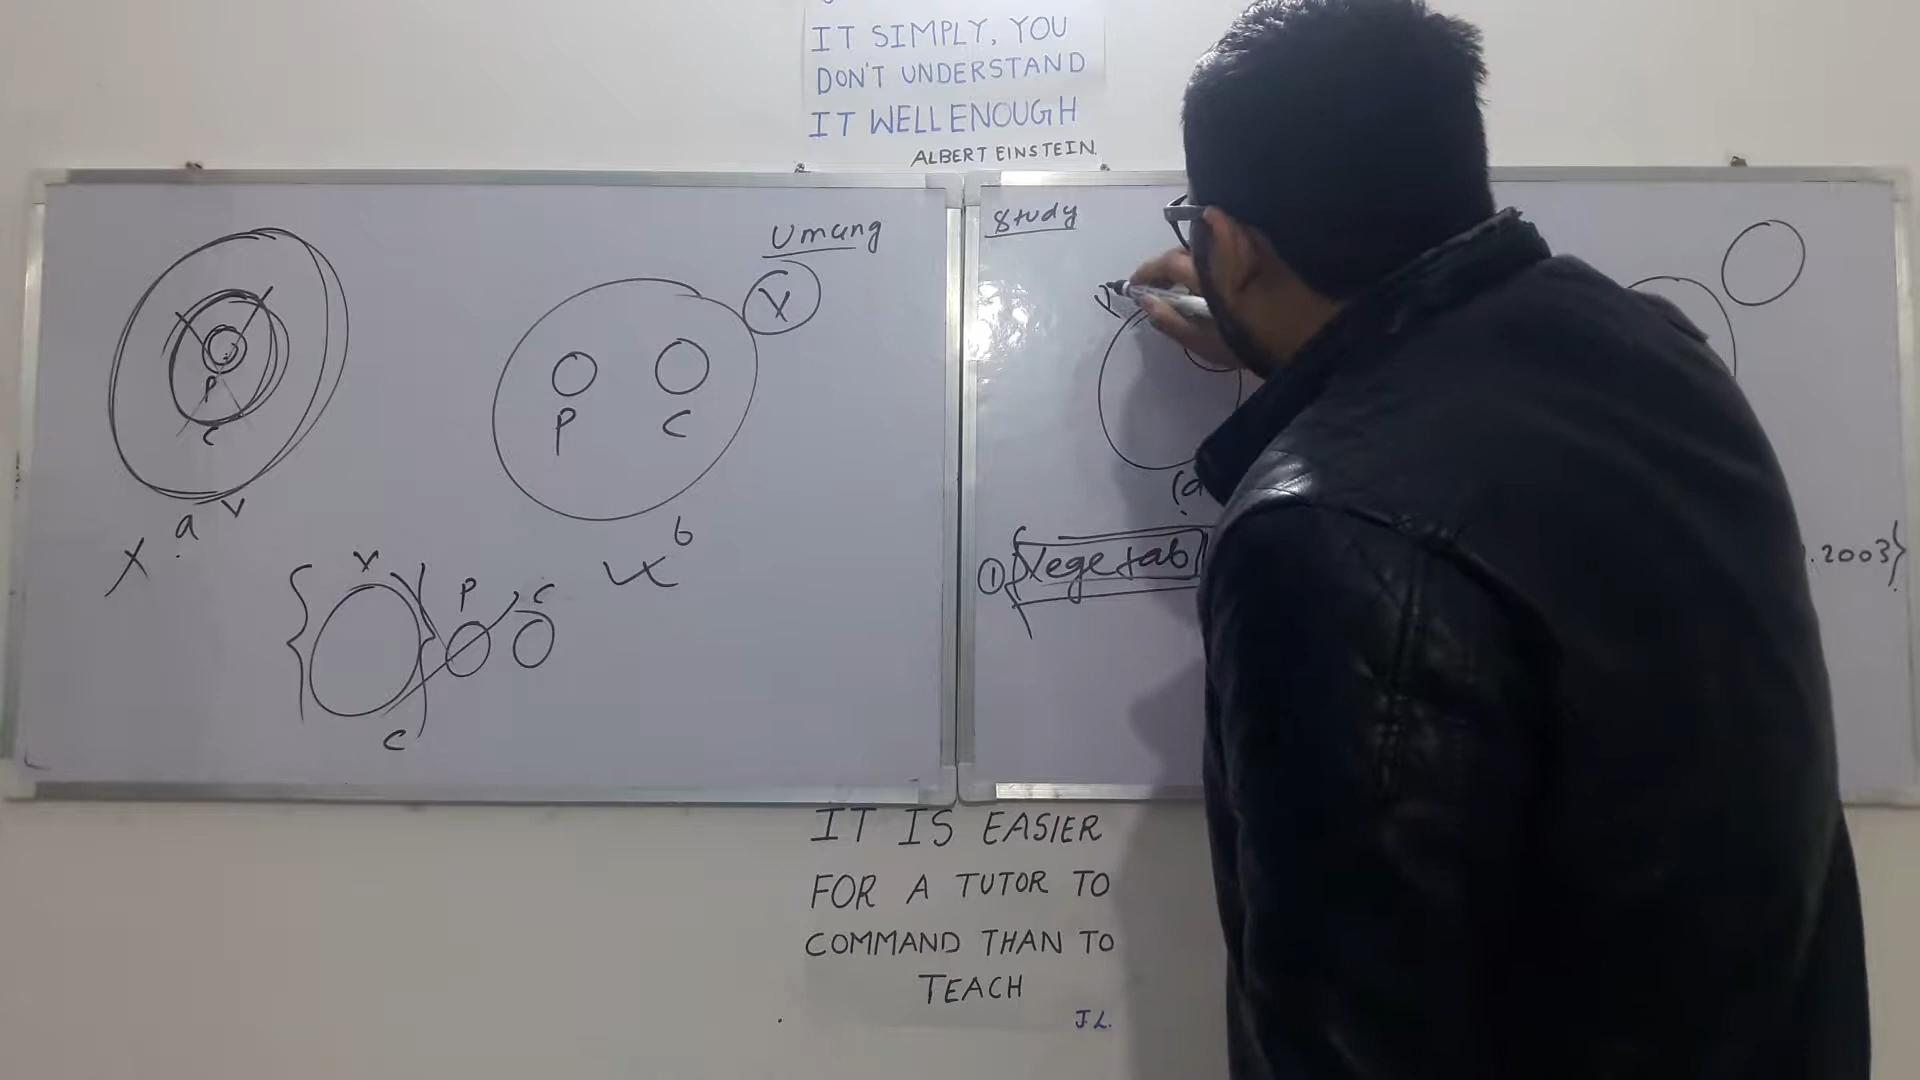 IT SIMPLY, YOU
DON'T UNDERSTAND
IT WELL ENOUGH
ALBERT EINSTEIN.
Umang
X
P C
P
C
a v
b
X
v
P C
C
Study
V
(d
① {Vegetab
.2003}
IT IS EASIER
FOR A TUTOR TO
COMMAND THAN TO
TEACH
J.L.